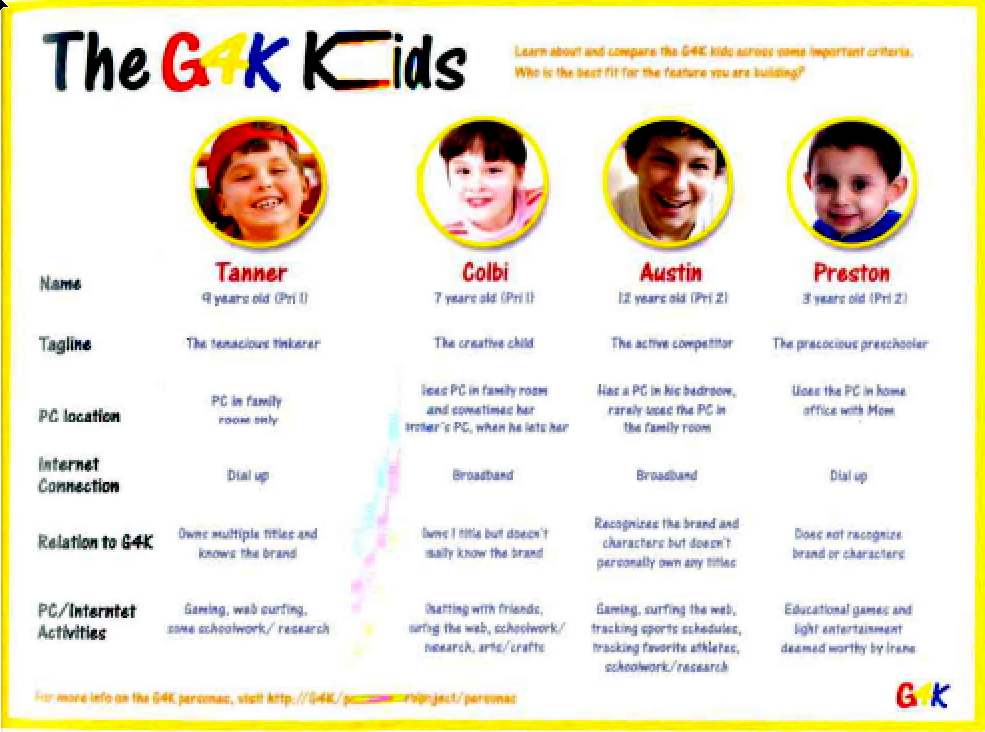 The G4K Kids
Learn about and compare the G4K kids across some important criteria.
Who is the best fit for the feature you are building?
Name
Tanner
9 years old (Pri 1)
Colbi
7 years old (Pri 1)
Austin
12 years old (Pri 2)
Preston
3 years old (Pri 2)
Tagline
The tenacious tinkerer
The creative child
The active competitor
The precocious preschooler
PC location
PC in family
room only
Uses PC in family room
and sometimes her
brother's PC, when he lets her
Has a PC in his bedroom,
rarely uses the PC in
the family room
Uses the PC in home
office with Mom
Internet
Connection
Dial up
Broadband
Broadband
Dial up
Relation to G4K
Owns multiple titles and
knows the brand
Owns 1 title but doesn't
really know the brand
Recognizes the brand and
characters but doesn't
personally own any titles
Does not recognize
brand or characters
PC/Interntet
Activities
Gaming, web surfing,
some schoolwork/ research
Chatting with friends,
surfing the web, schoolwork/
research, arts/crafts
Gaming, surfing the web,
tracking sports schedules,
tracking favorite athletes,
schoolwork/research
Educational games and
light entertainment
deemed worthy by Irene
For more info on the G4K personas, visit
G4K